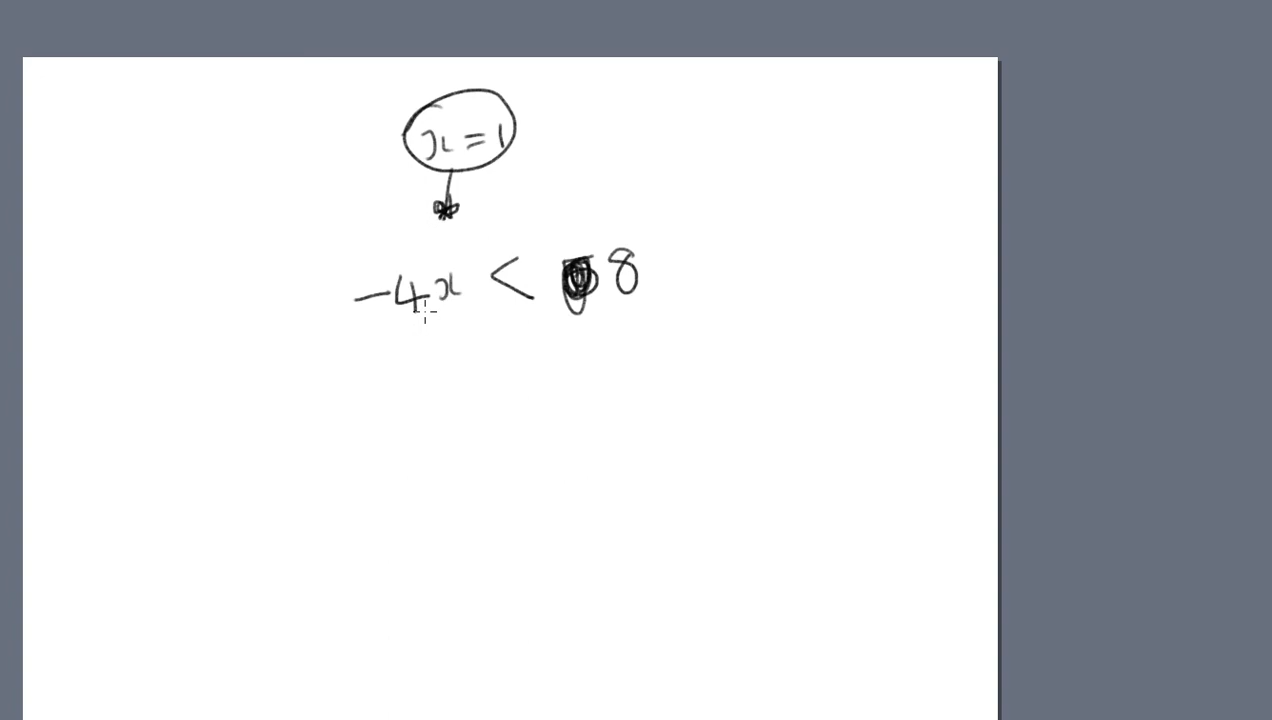 x = 1
-4x < 8